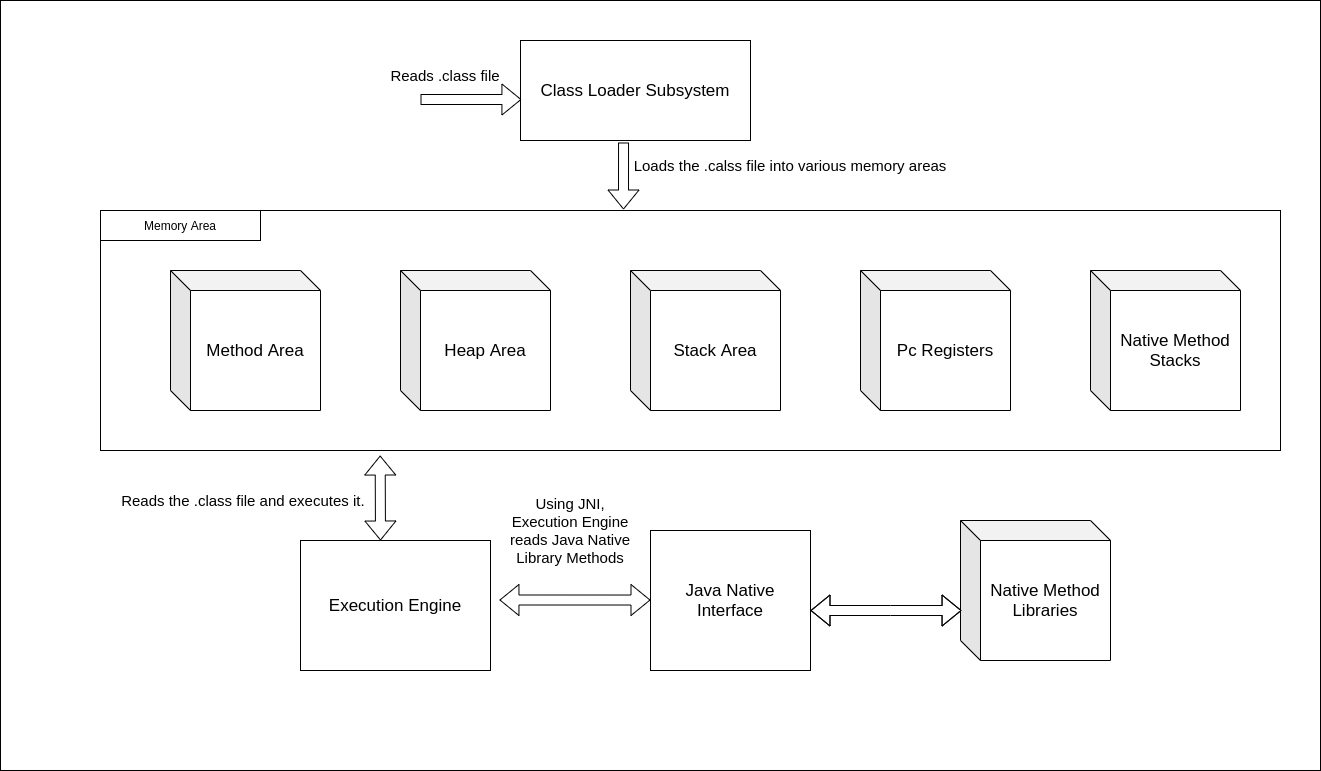 Reads .class file
Class Loader Subsystem
Loads the .calss file into various memory areas
Memory Area
Method Area
Heap Area
Stack Area
Pc Registers
Native Method
Stacks
Reads the .class file and executes it.
Using JNI,
Execution Engine
reads Java Native
Library Methods
Execution Engine
Java Native
Interface
Native Method
Libraries